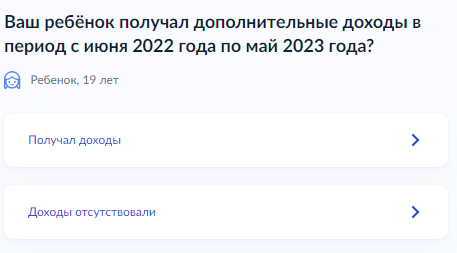 Ваш ребёнок получал дополнительные доходы в
период с июня 2022 года по май 2023 года?
Ребенок, 19 лет
Получал доходы
Доходы отсутствовали